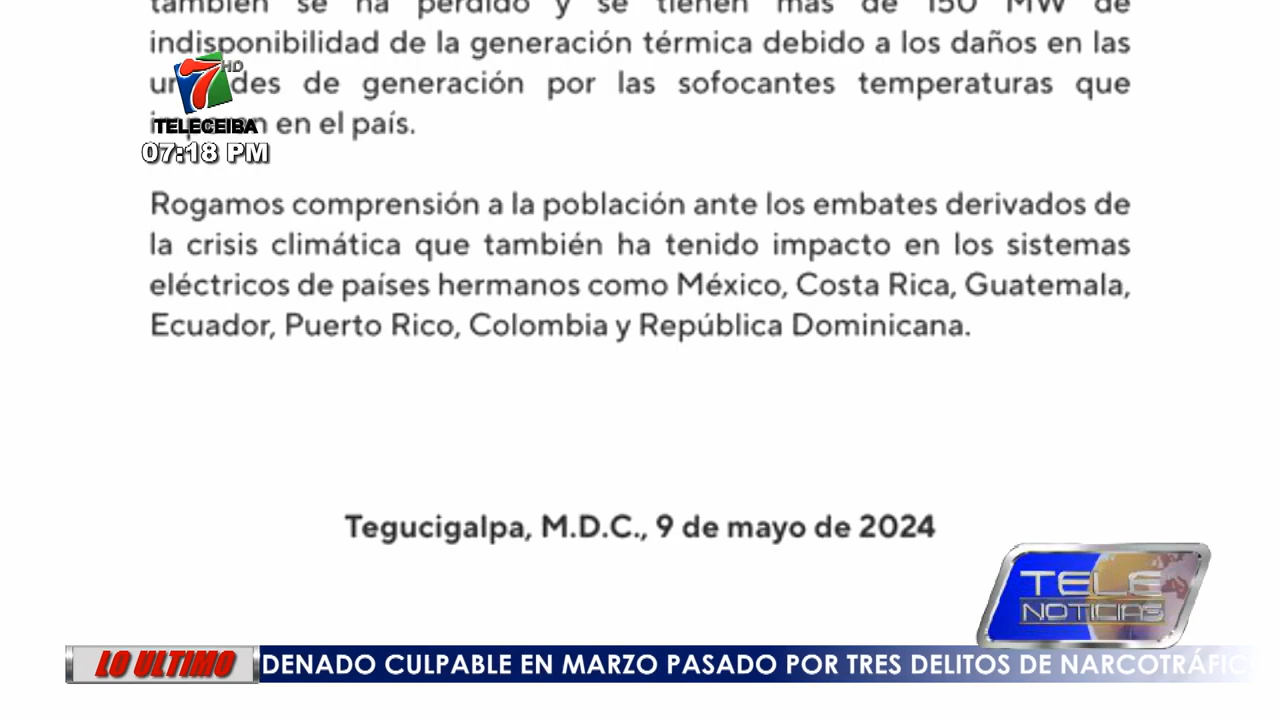 también se ha perdido y se tienen más de 150 MW de
indisponibilidad de la generación térmica debido a los daños en las
des de generación por las sofocantes temperaturas que
en el país.
7 HD
TELECEIBA
07:18 PM
Rogamos comprensión a la población ante los embates derivados de
la crisis climática que también ha tenido impacto en los sistemas
eléctricos de países hermanos como México, Costa Rica, Guatemala,
Ecuador, Puerto Rico, Colombia y República Dominicana.
Tegucigalpa, M.D.C., 9 de mayo de 2024
TELE
NOTICIAS
LO ULTIMO DENADO CULPABLE EN MARZO PASADO POR TRES DELITOS DE NARCOTRÁFIC